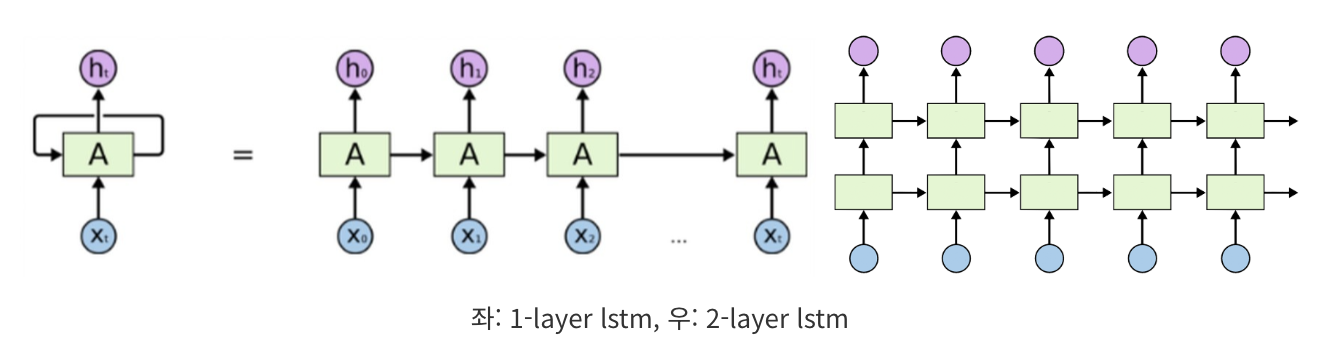 hₜ h₀ h₁ h₂ hₜ
A = A A A A
xₜ x₀ x₁ x₂ ... xₜ
좌: 1-layer lstm, 우: 2-layer lstm